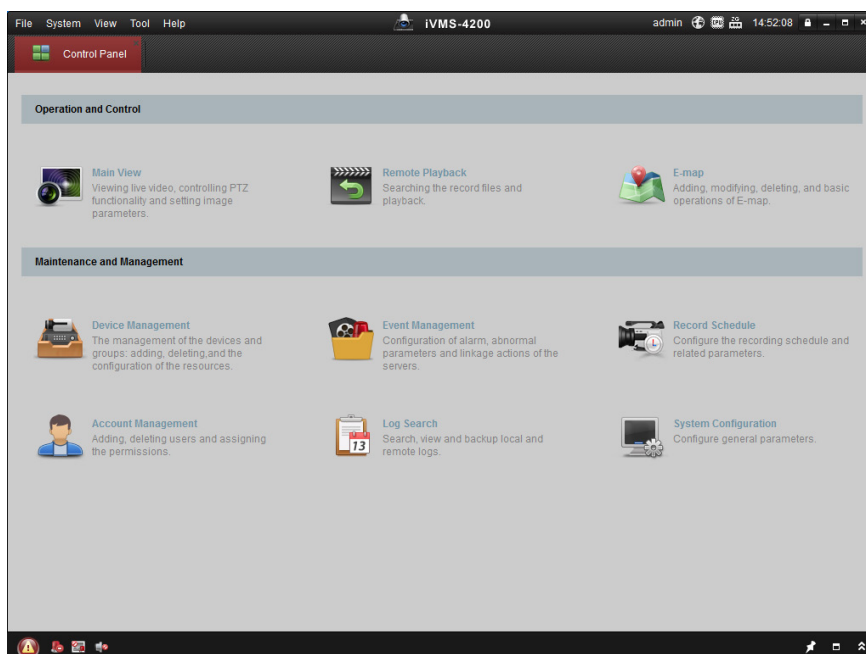 File System View Tool Help iVMS-4200 admin 14:52:08
Control Panel
Operation and Control
Main View
Viewing live video, controlling PTZ
functionality and setting image
parameters.
Remote Playback
Searching the record files and
playback.
E-map
Adding, modifying, deleting, and basic
operations of E-map.
Maintenance and Management
Device Management
The management of the devices and
groups: adding, deleting,and the
configuration of the resources.
Event Management
Configuration of alarm, abnormal
parameters and linkage actions of the
servers.
Record Schedule
Configure the recording schedule and
related parameters.
Account Management
Adding, deleting users and assigning
the permissions.
13
Log Search
Search, view and backup local and
remote logs.
System Configuration
Configure general parameters.